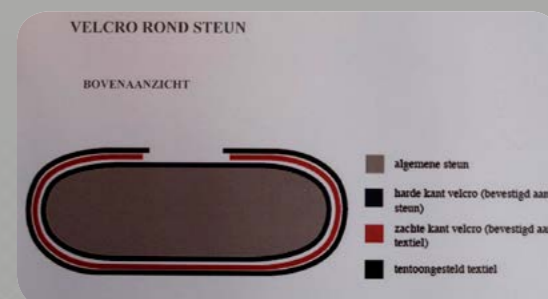 VELCRO ROND STEUN
BOVENAANZICHT
algemene steun
harde kant velcro (bevestigd aan
steun)
zachte kant velcro (bevestigd aan
textiel)
tentoongesteld textiel